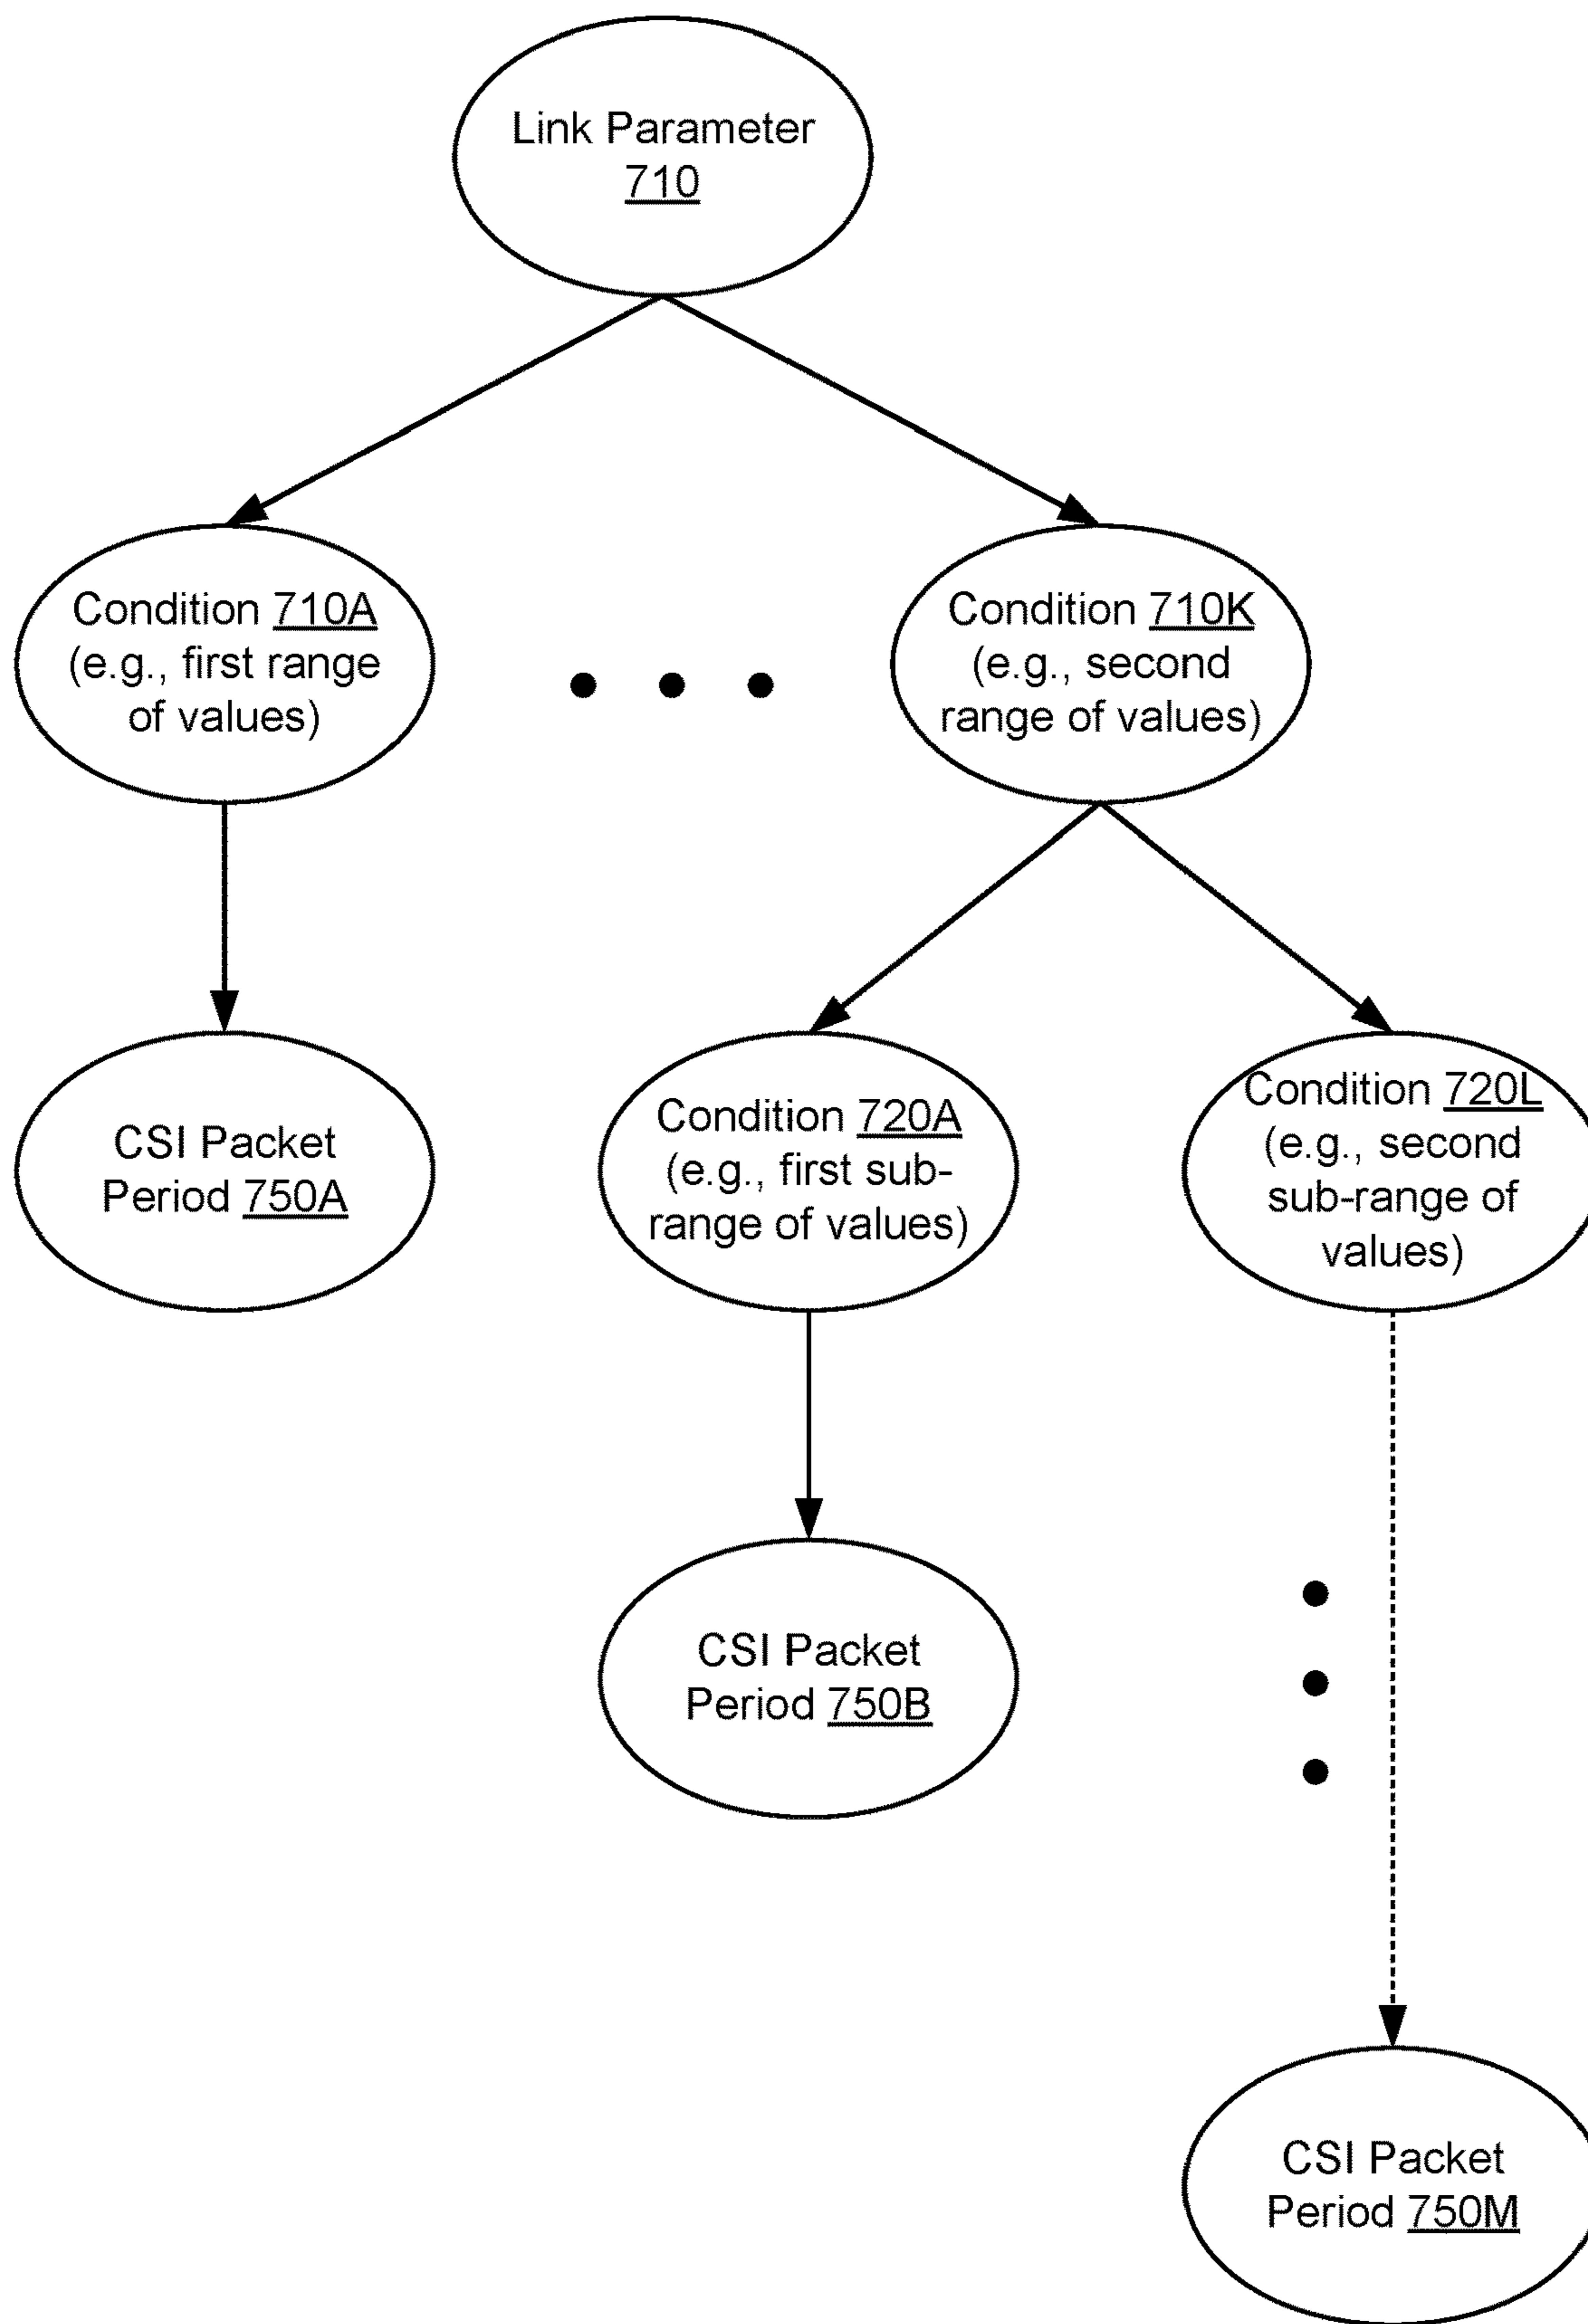 Link Parameter
710
Condition 710A
(e.g., first range
of values)
Condition 710K
(e.g., second
range of values)
CSI Packet
Period 750A
Condition 720A
(e.g., first sub-
range of values)
Condition 720L
(e.g., second
sub-range of
values)
CSI Packet
Period 750B
CSI Packet
Period 750M